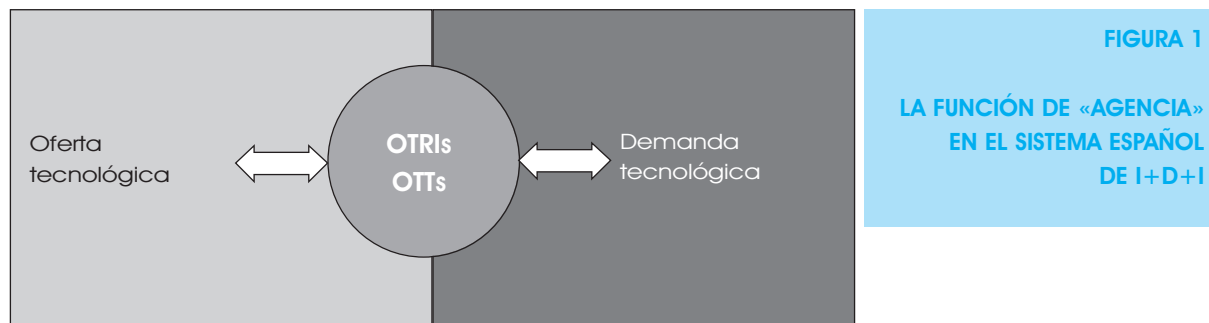 Oferta
tecnológica
OTRIs
OTTs
Demanda
tecnológica
FIGURA 1
LA FUNCIÓN DE «AGENCIA»
EN EL SISTEMA ESPAÑOL
DE I+D+I